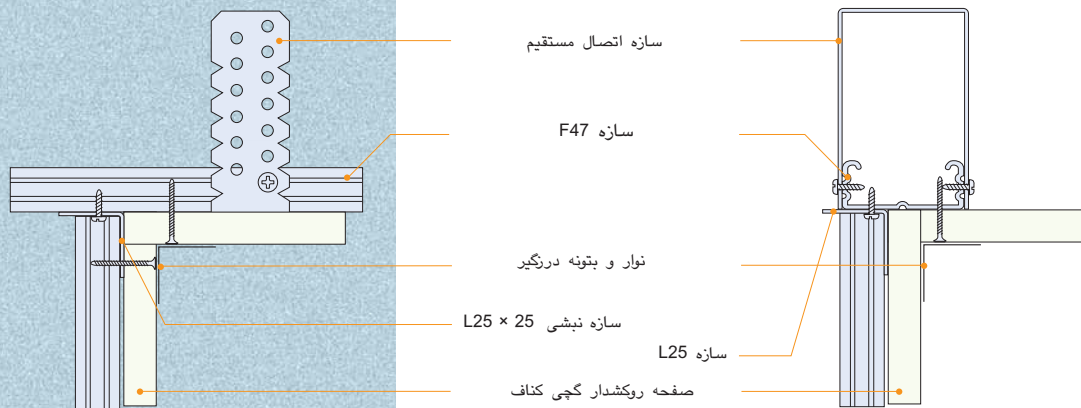 سازه اتصال مستقیم
سازه F47
نوار و بتونه درزگیر
سازه نبشی L25 × 25
سازه L25
صفحه روکشدار گچی کناف